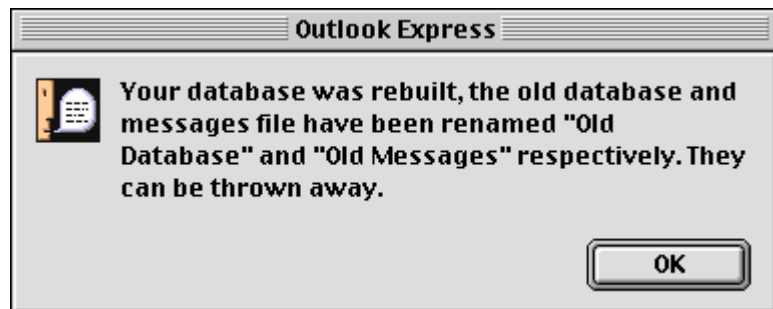 Outlook Express
Your database was rebuilt, the old database and
messages file have been renamed "Old
Database" and "Old Messages" respectively. They
can be thrown away.
OK